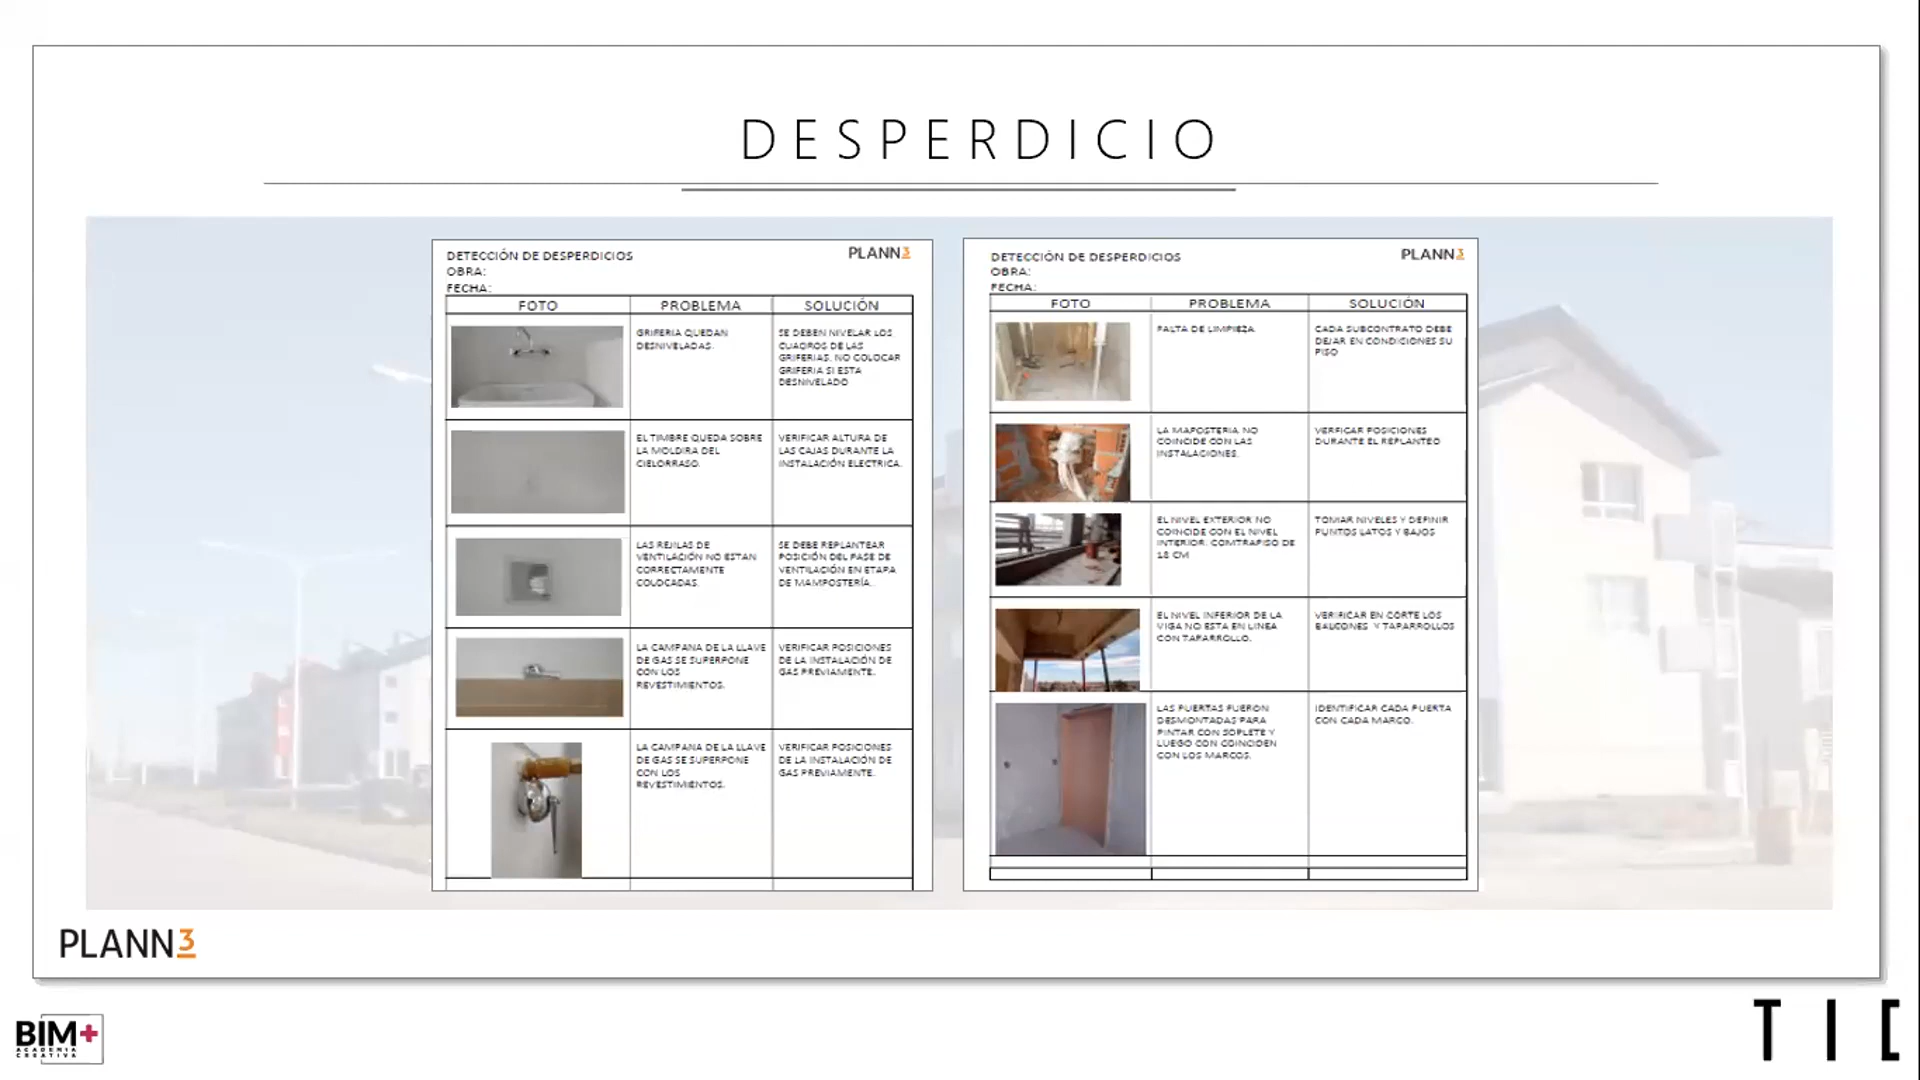 DESPERDICIO
DETECCIÓN DE DESPERDICIOS
PLANN3
OBRA:
FECHA:
FOTO PROBLEMA SOLUCIÓN
GRIFERIA QUEDAN
DESNIVELADAS.
SE DEBEN NIVELAR LOS
CUADROS DE LAS
GRIFERIAS. NO COLOCAR
GRIFERIA SI ESTA
DESNIVELADO
EL TIMBRE QUEDA SOBRE
LA MOLDIRA DEL
CIELORRASO.
VERIFICAR ALTURA DE
LAS CAJAS DURANTE LA
INSTALACIÓN ELECTRICA.
LAS REJILAS DE
VENTILACIÓN NO ESTAN
CORRECTAMENTE
COLOCADAS.
SE DEBE REPLANTEAR
POSICIÓN DEL PASE DE
VENTILACIÓN EN ETAPA
DE MAMPOSTERÍA.
LA CAMPANA DE LA LLAVE
DE GAS SE SUPERPONE
CON LOS
REVESTIMIENTOS.
VERIFICAR POSICIONES
DE LA INSTALACIÓN DE
GAS PREVIAMENTE.
LA CAMPANA DE LA LLAVE
DE GAS SE SUPERPONE
CON LOS
REVESTIMIENTOS.
VERIFICAR POSICIONES
DE LA INSTALACIÓN DE
GAS PREVIAMENTE.
DETECCIÓN DE DESPERDICIOS
PLANN3
OBRA:
FECHA:
FOTO PROBLEMA SOLUCIÓN
FALTA DE LIMPIEZA.
CADA SUBCONTRATO DEBE
DEJAR EN CONDICIONES SU
PISO
LA MAPOSTERIA NO
COINCIDE CON LAS
INSTALACIONES.
VERFICAR POSICIONES
DURANTE EL REPLANTEO
EL NIVEL EXTERIOR NO
COINCIDE CON EL NIVEL
INTERIOR. COMTRAPISO DE
18 CM
TOMAR NIVELES Y DEFINIR
PUNTOS LATOS Y BAJOS
EL NIVEL INFERIOR DE LA
VIGA NO ESTA EN LINEA
CON TAPARROLLO.
VERIFICAR EN CORTE LOS
BALCONES Y TAPARROLLOS
LAS PUERTAS FUERON
DESMONTADAS PARA
PINTAR CON SOPLETE Y
LUEGO CON COINCIDEN
CON LOS MARCOS.
IDENTIFICAR CADA PUERTA
CON CADA MARCO.
PLANN3
BIM+
ACADEMIA
CREATIVA
TIC